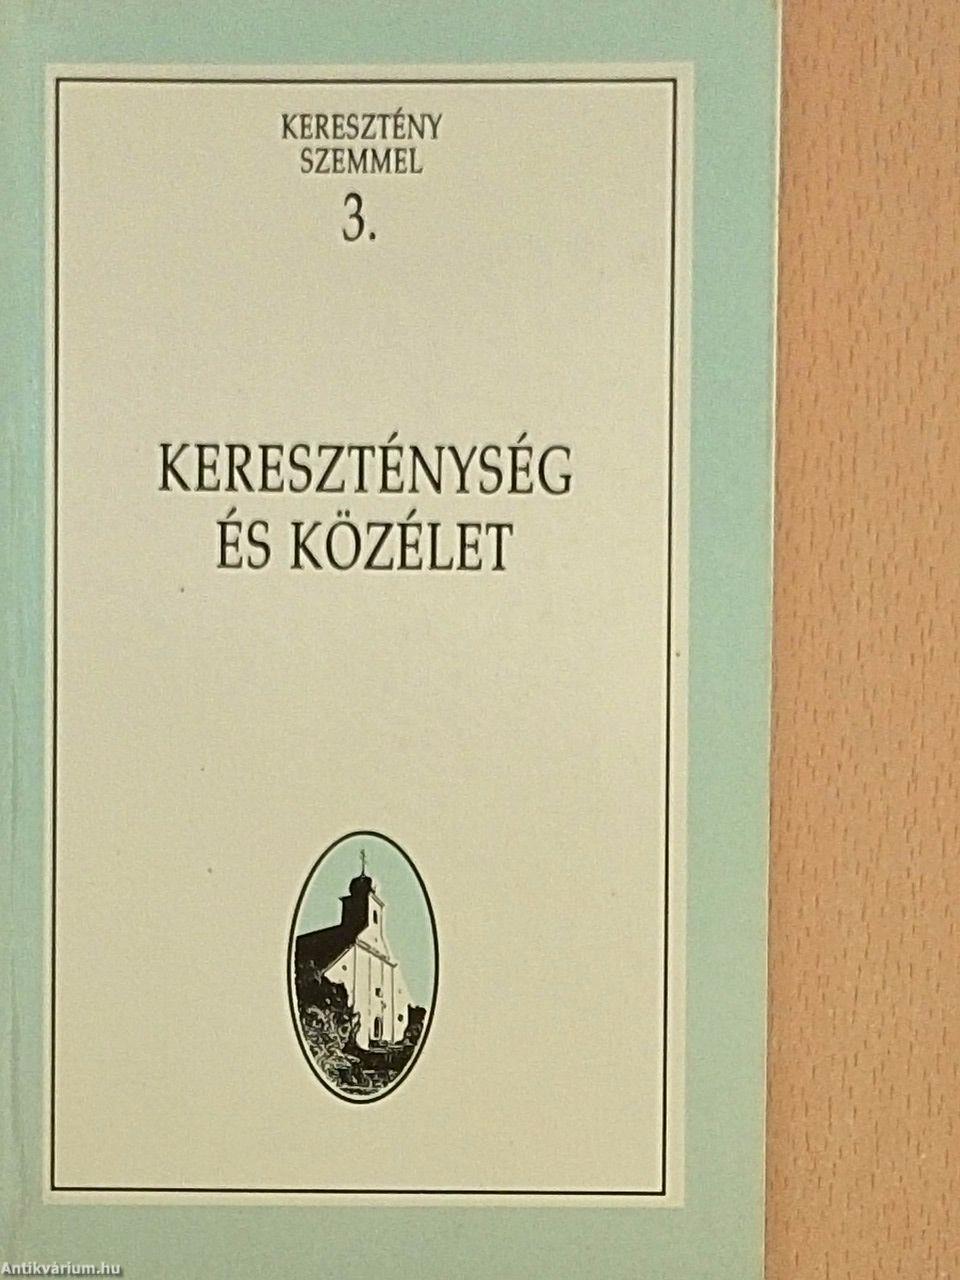 KERESZTÉNY
SZEMMEL
3.
KERESZTÉNYSÉG
ÉS KÖZÉLET
Antikvárium.hu